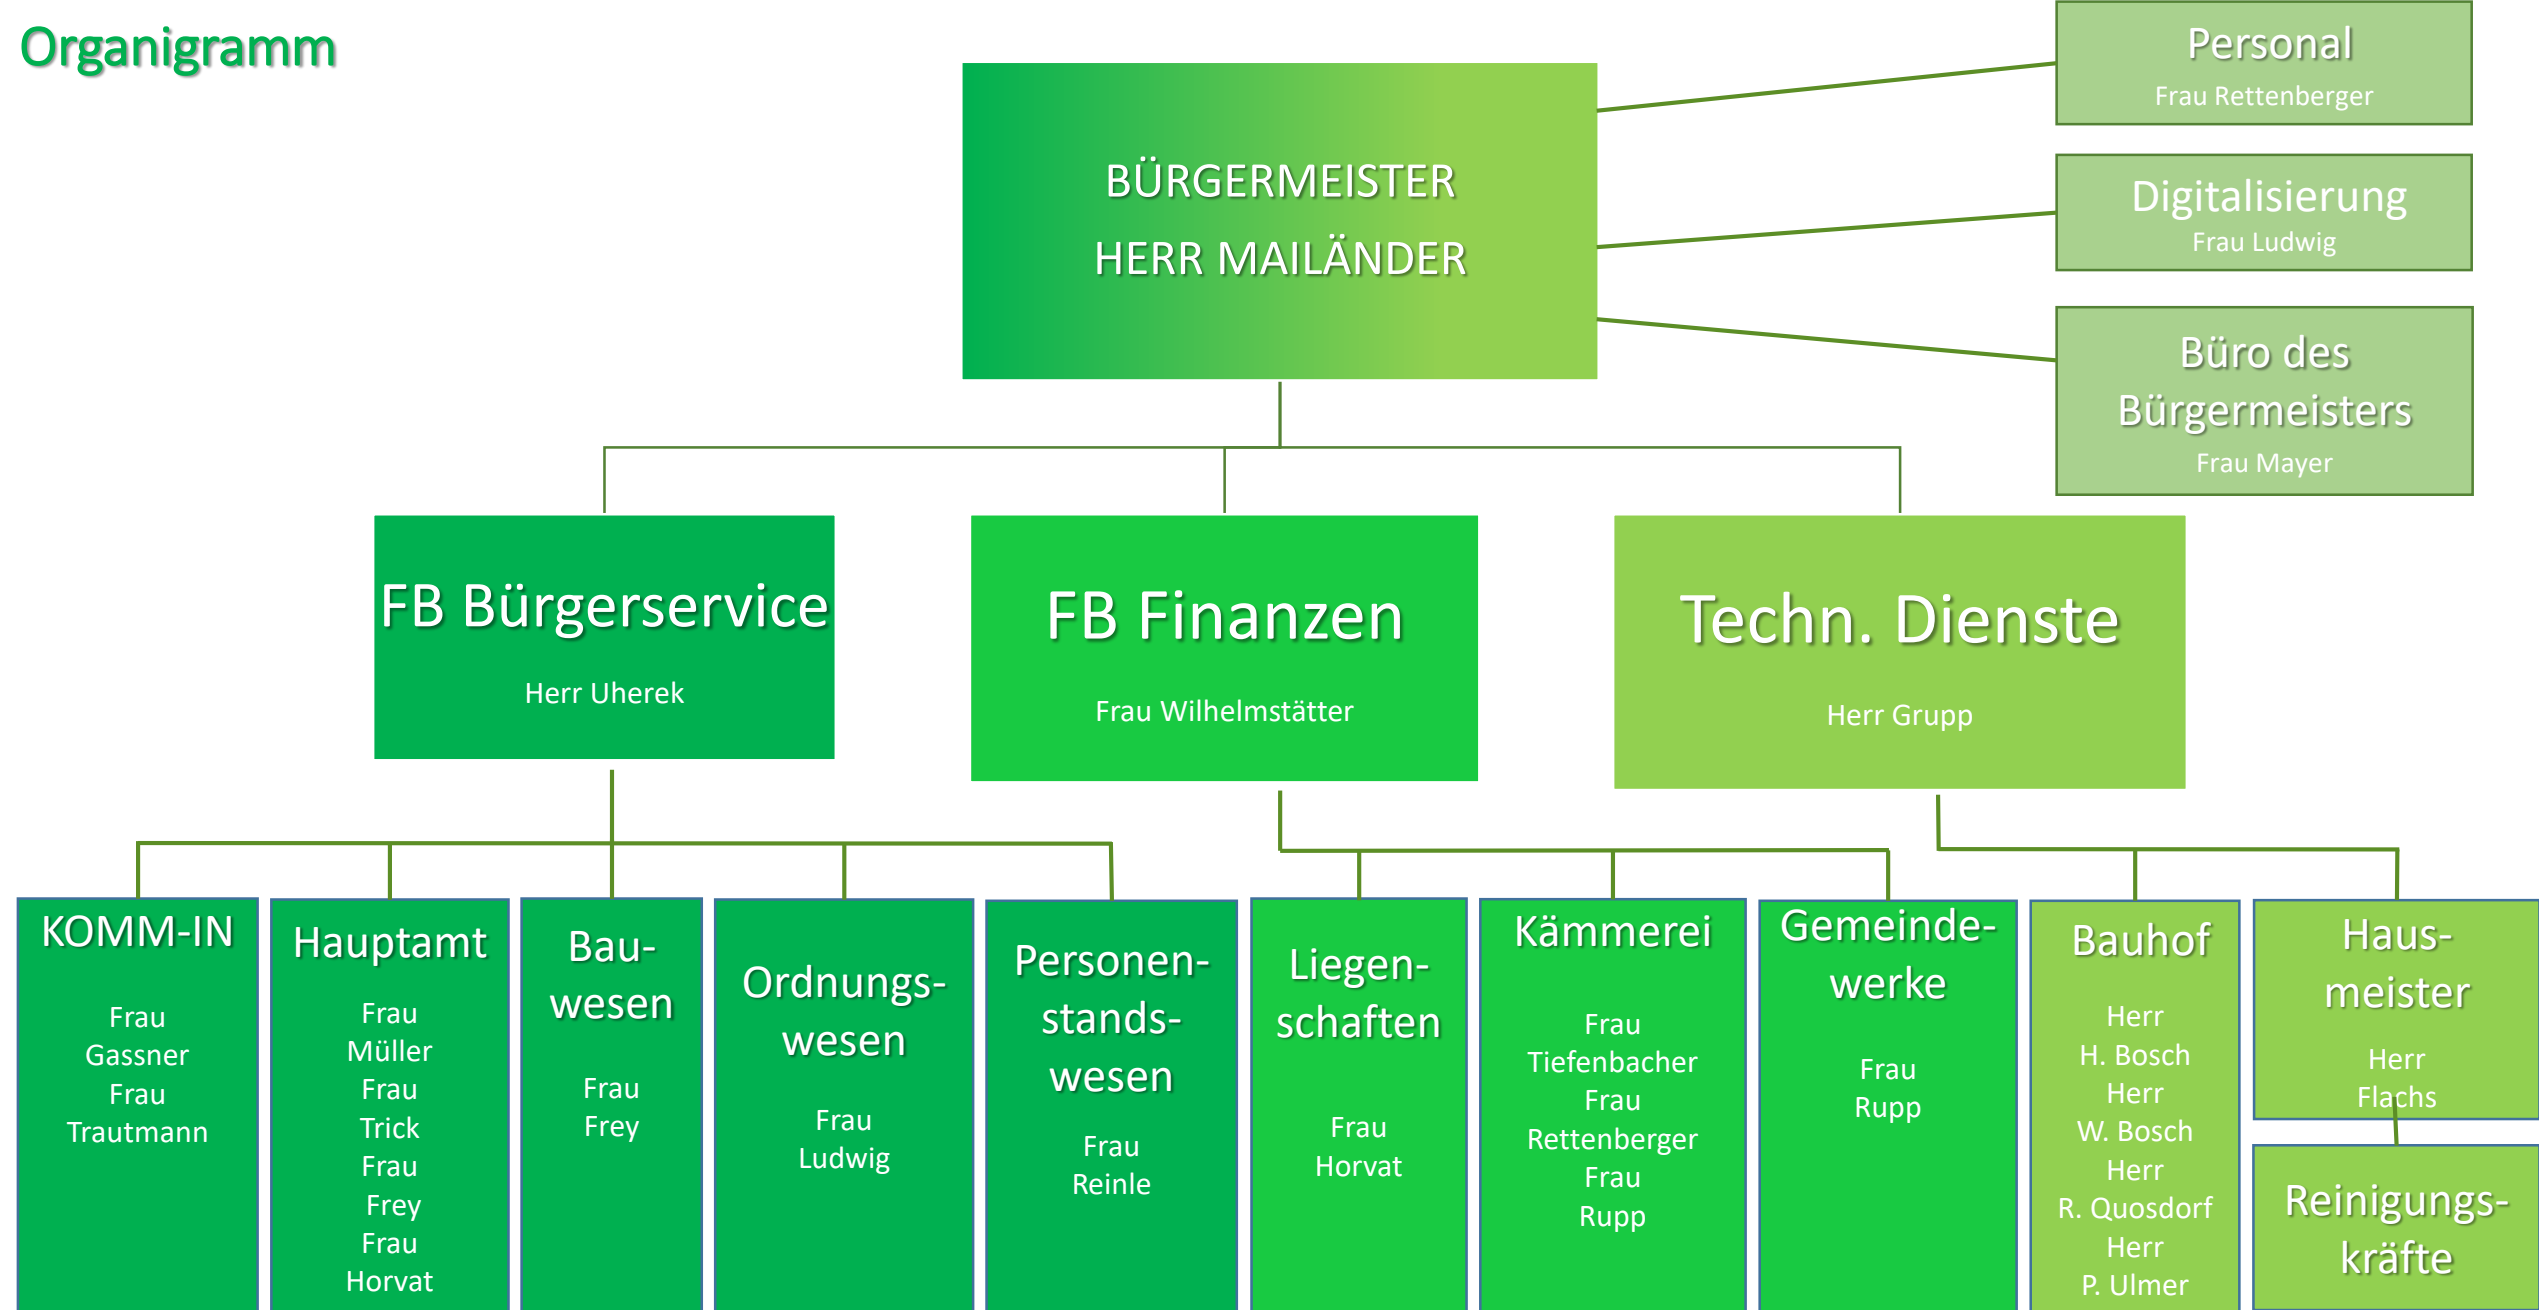 Organigramm
BÜRGERMEISTER
HERR MAILÄNDER
Personal
Frau Rettenberger
Digitalisierung
Frau Ludwig
Büro des
Bürgermeisters
Frau Mayer
FB Bürgerservice
Herr Uherek
FB Finanzen
Frau Wilhelmstätter
Techn. Dienste
Herr Grupp
KOMM-IN
Frau
Gassner
Frau
Trautmann
Hauptamt
Frau
Müller
Frau
Trick
Frau
Frey
Frau
Horvat
Bau-
wesen
Frau
Frey
Ordnungs-
wesen
Frau
Ludwig
Personen-
stands-
wesen
Frau
Reinle
Liegen-
schaften
Frau
Horvat
Kämmerei
Frau
Tiefenbacher
Frau
Rettenberger
Frau
Rupp
Gemeinde-
werke
Frau
Rupp
Bauhof
Herr
H. Bosch
Herr
W. Bosch
Herr
R. Quosdorf
Herr
P. Ulmer
Haus-
meister
Herr
Flachs
Reinigungs-
kräfte